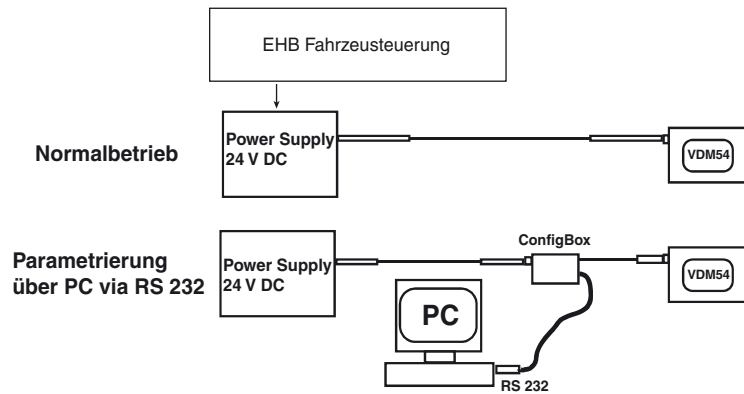 EHB Fahrzeusteuerung
Normalbetrieb
Power Supply
24 V DC
VDM54
Parametrierung
über PC via RS 232
Power Supply
24 V DC
ConfigBox
VDM54
PC
RS 232